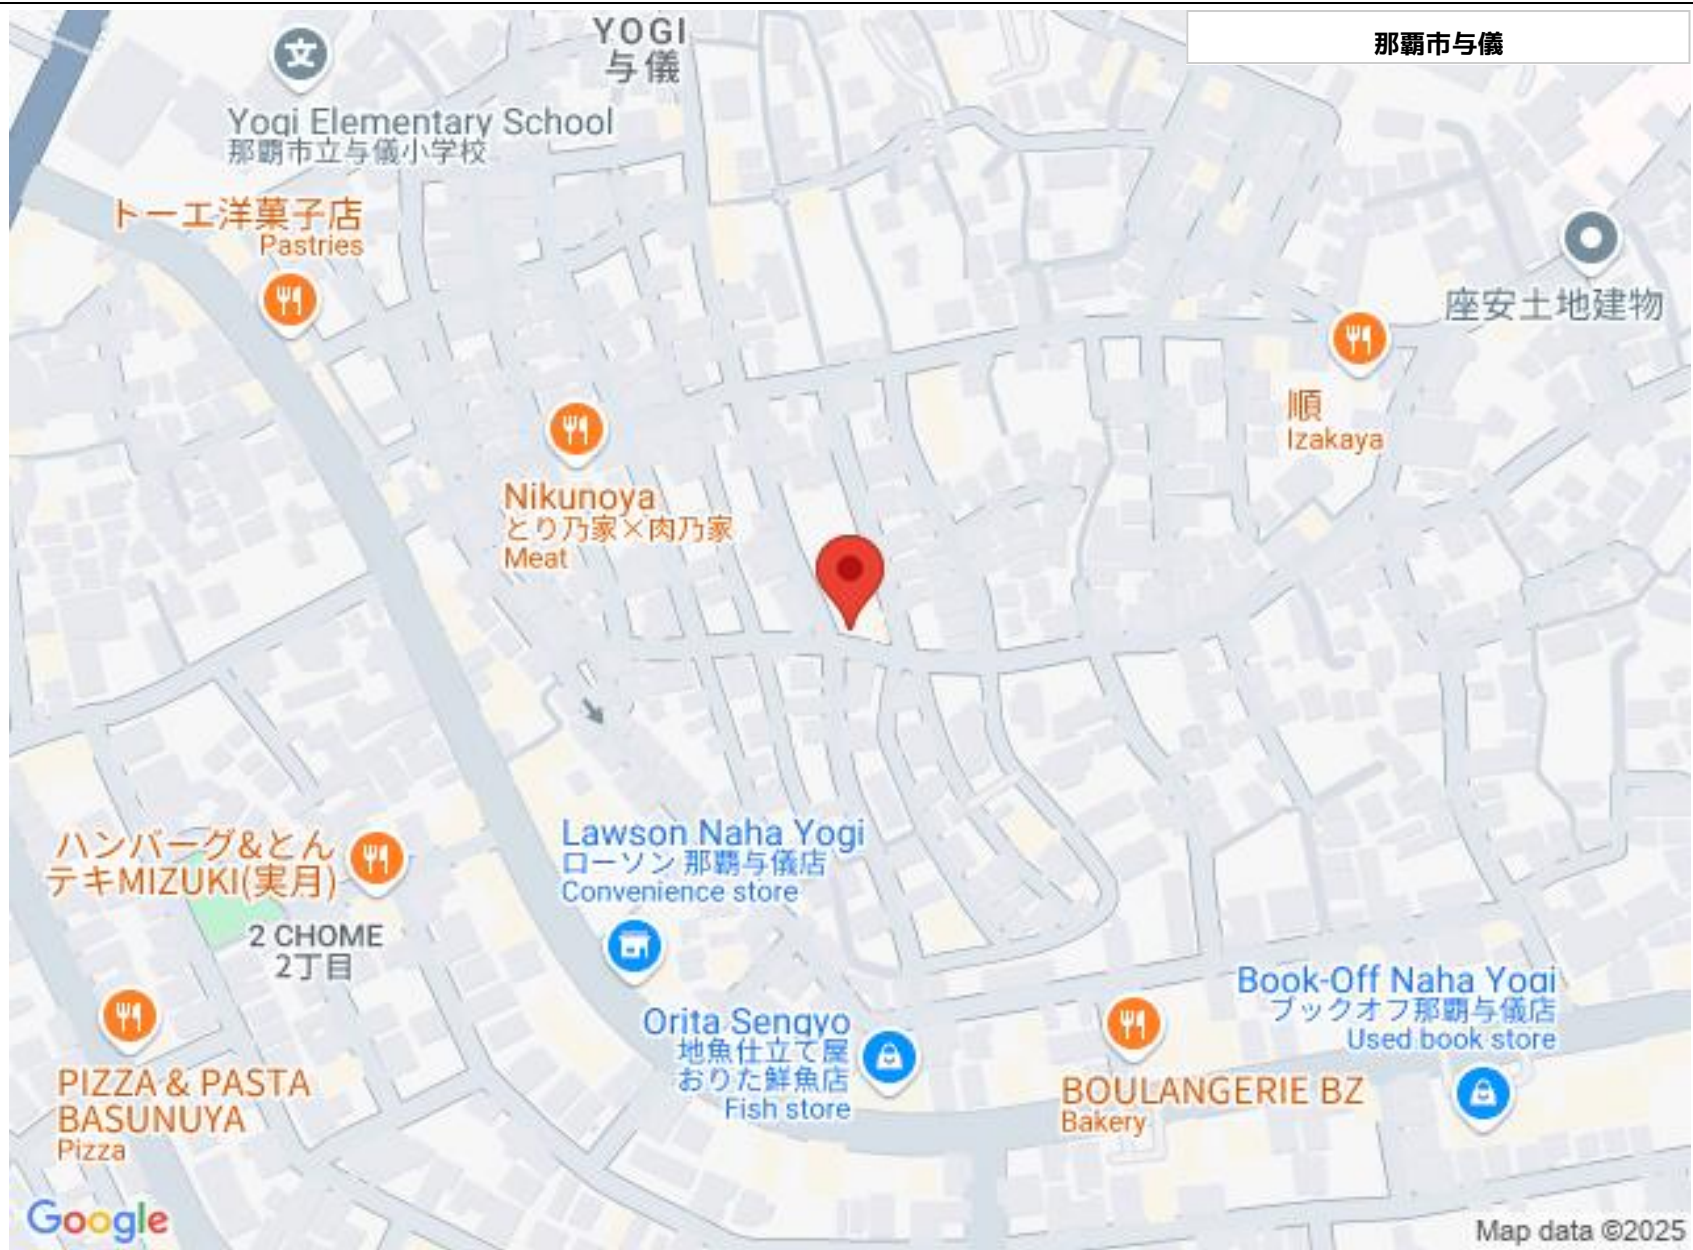 那覇市与儀
YOGI
与儀
文
Yogi Elementary School
那覇市立与儀小学校
トーエ洋菓子店
Pastries
座安土地建物
順
Izakaya
Nikunoya
とり乃家×肉乃家
Meat
ハンバーグ&とん
テキMIZUKI(実月)
Lawson Naha Yogi
ローソン 那覇与儀店
Convenience store
2 CHOME
2丁目
Book-Off Naha Yogi
ブックオフ那覇与儀店
Used book store
Orita Sengyo
地魚仕立て屋
おりた鮮魚店
Fish store
PIZZA & PASTA
BASUNUYA
Pizza
BOULANGERIE BZ
Bakery
Google
Map data ©2025